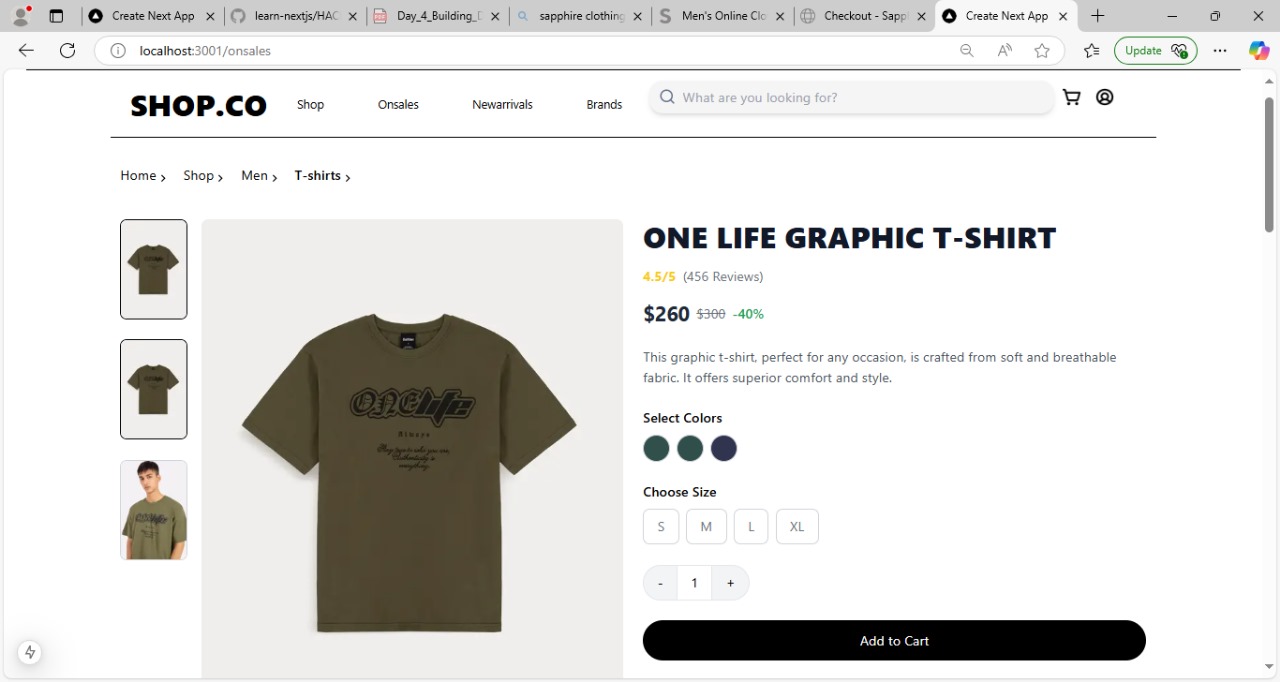 Create Next App
learn-nextjs/HAC
Day_4_Building_D
sapphire clothing
Men's Online Clo
Checkout - Sapp
Create Next App
localhost:3001/onsales
Update
SHOP.CO
Shop
Onsales
Newarrivals
Brands
What are you looking for?
Home > Shop > Men > T-shirts >
ONE LIFE GRAPHIC T-SHIRT
4.5/5 (456 Reviews)
$260 $300 -40%
This graphic t-shirt, perfect for any occasion, is crafted from soft and breathable
fabric. It offers superior comfort and style.
Select Colors
Choose Size
S M L XL
- 1 +
Add to Cart
ONE life
Always